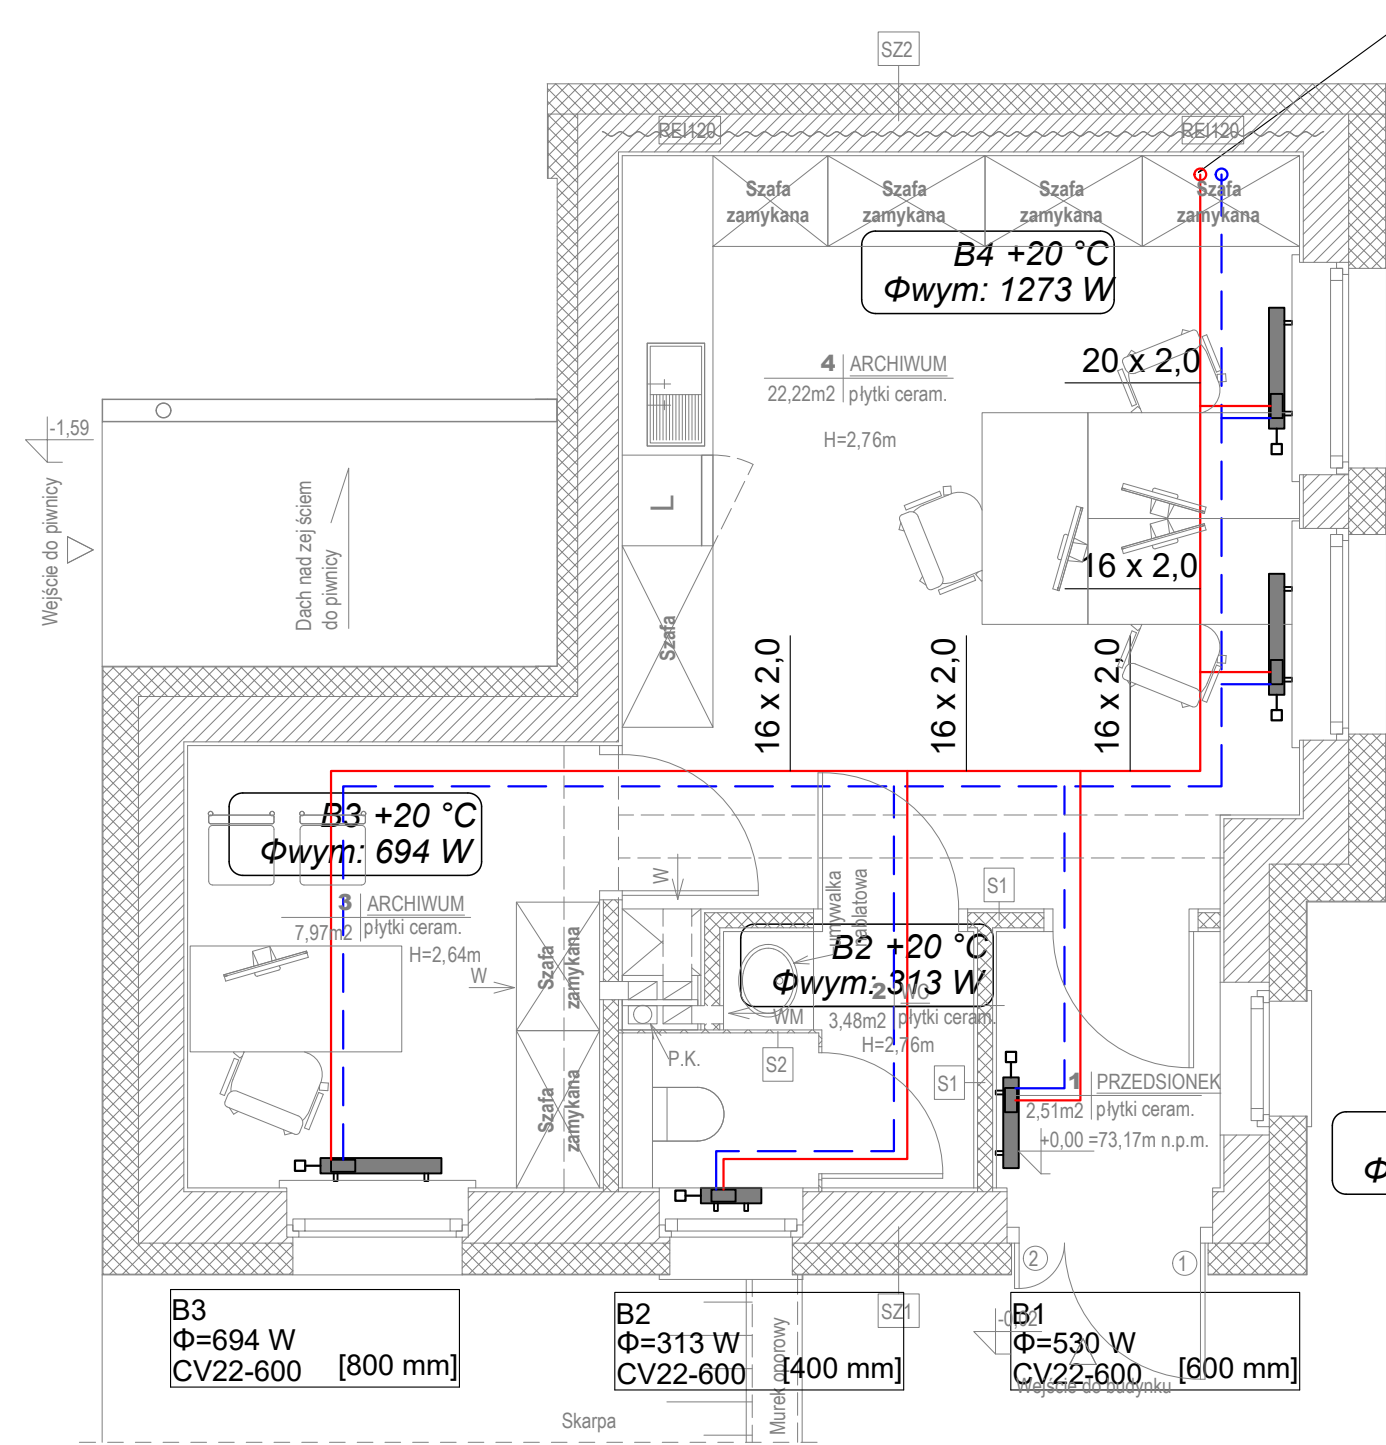 SZ2
REI120
REI120
Szafa
zamykana
Szafa
zamykana
Szafa
zamykana
Szafa
zamykana
B4 +20 °C
Φwym: 1273 W
4 ARCHIWUM
22,22m2 płytki ceram.
H=2,76m
20 x 2,0
-1,59
Wejście do piwnicy
Dach nad zej ściem
do piwnicy
L
16 x 2,0
Szafa
16 x 2,0
16 x 2,0
16 x 2,0
B3 +20 °C
Φwym: 694 W
3 ARCHIWUM
7,97m2 płytki ceram.
H=2,64m
W
W
Szafa
zamykana
Szafa
zamykana
umywalka
nablatowa
S1
B2 +20 °C
Φwym: 313 W
2 WC
3,48m2 płytki ceram.
H=2,76m
WM
P.K.
S2
S1
1 PRZEDSIONEK
2,51m2 płytki ceram.
+0,00 =73,17m n.p.m.
Φ
2
1
B3
Φ=694 W
CV22-600 [800 mm]
B2
Φ=313 W
CV22-600 [400 mm]
SZ1
-0,02
B1
Φ=530 W
CV22-600 [600 mm]
Wejście do budynku
Murek oporowy
Skarpa